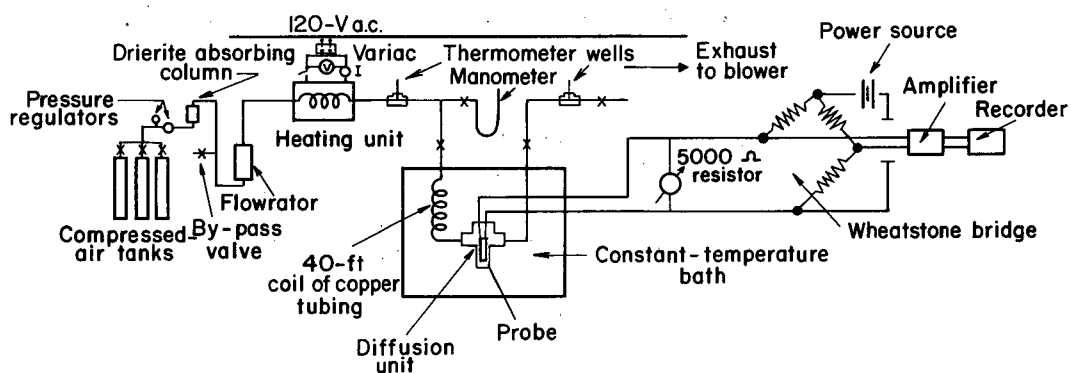 120-V a.c.
Drierite absorbing
column
Variac
V
I
Thermometer wells
Manometer
Exhaust
to blower
Power source
Amplifier
Recorder
Pressure
regulators
Heating unit
5000 Ω
resistor
Flowrator
Compressed-
air tanks
By-pass
valve
40-ft
coil of copper
tubing
Constant-temperature
bath
Wheatstone bridge
Probe
Diffusion
unit